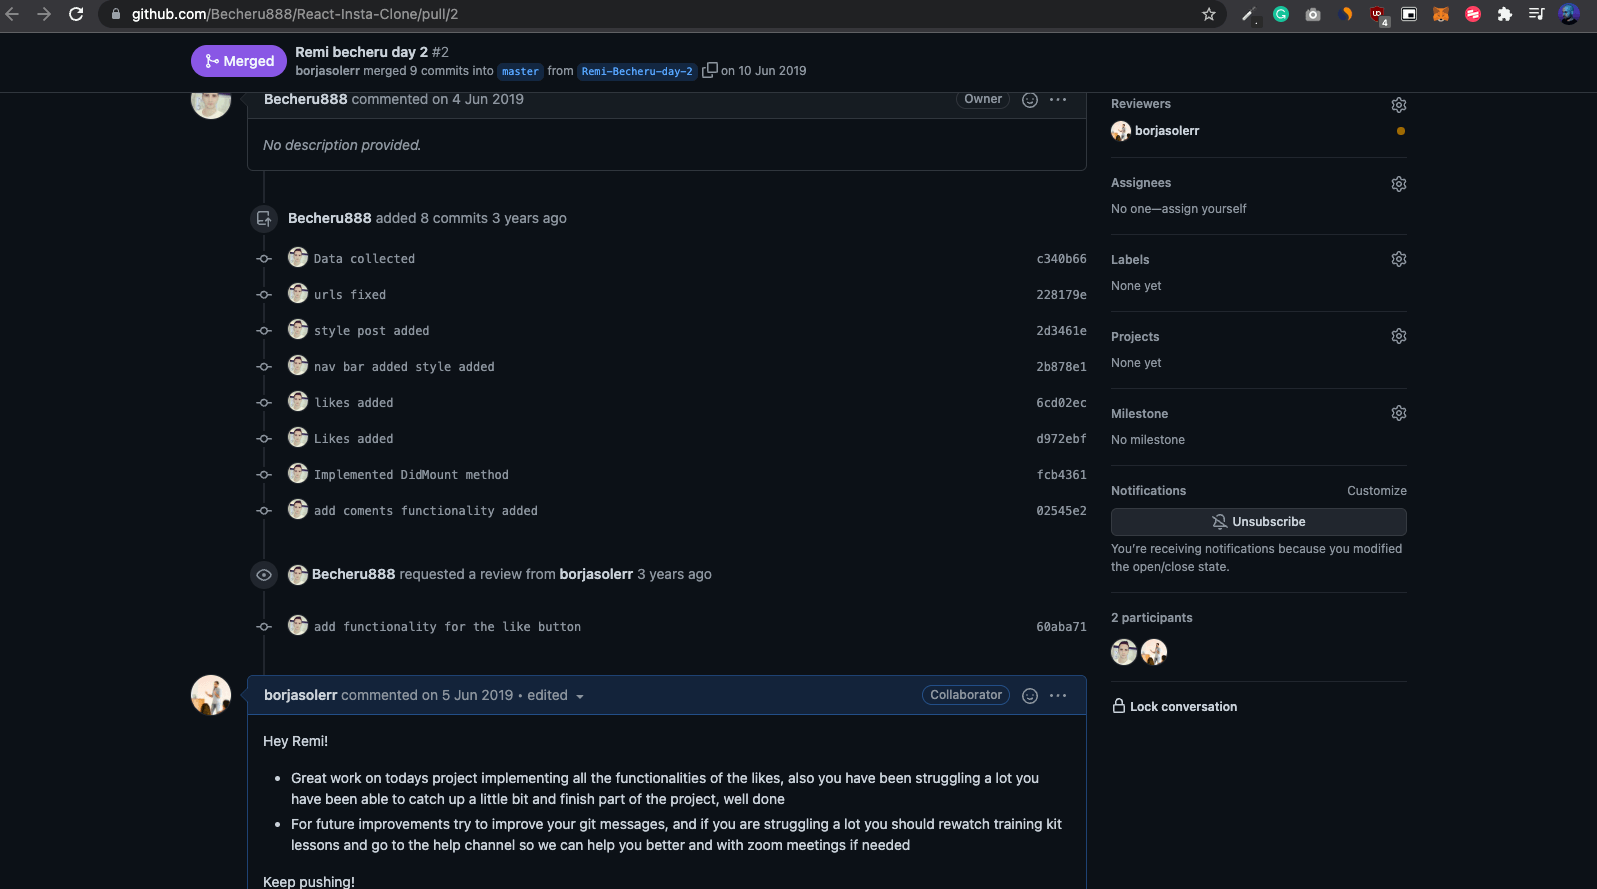 github.com/Becheru888/React-Insta-Clone/pull/2
4
Merged
Remi becheru day 2 #2
borjasolerr merged 9 commits into master from Remi-Becheru-day-2 on 10 Jun 2019
Becheru888 commented on 4 Jun 2019
Owner
No description provided.
Becheru888 added 8 commits 3 years ago
Data collected c340b66
urls fixed 228179e
style post added 2d3461e
nav bar added style added 2b878e1
likes added 6cd02ec
Likes added d972ebf
Implemented DidMount method fcb4361
add coments functionality added 02545e2
Becheru888 requested a review from borjasolerr 3 years ago
add functionality for the like button 60aba71
borjasolerr commented on 5 Jun 2019 • edited
Collaborator
Hey Remi!
• Great work on todays project implementing all the functionalities of the likes, also you have been struggling a lot you
have been able to catch up a little bit and finish part of the project, well done
• For future improvements try to improve your git messages, and if you are struggling a lot you should rewatch training kit
lessons and go to the help channel so we can help you better and with zoom meetings if needed
Keep pushing!
Reviewers
borjasolerr
Assignees
No one—assign yourself
Labels
None yet
Projects
None yet
Milestone
No milestone
Notifications
Customize
Unsubscribe
You’re receiving notifications because you modified
the open/close state.
2 participants
Lock conversation